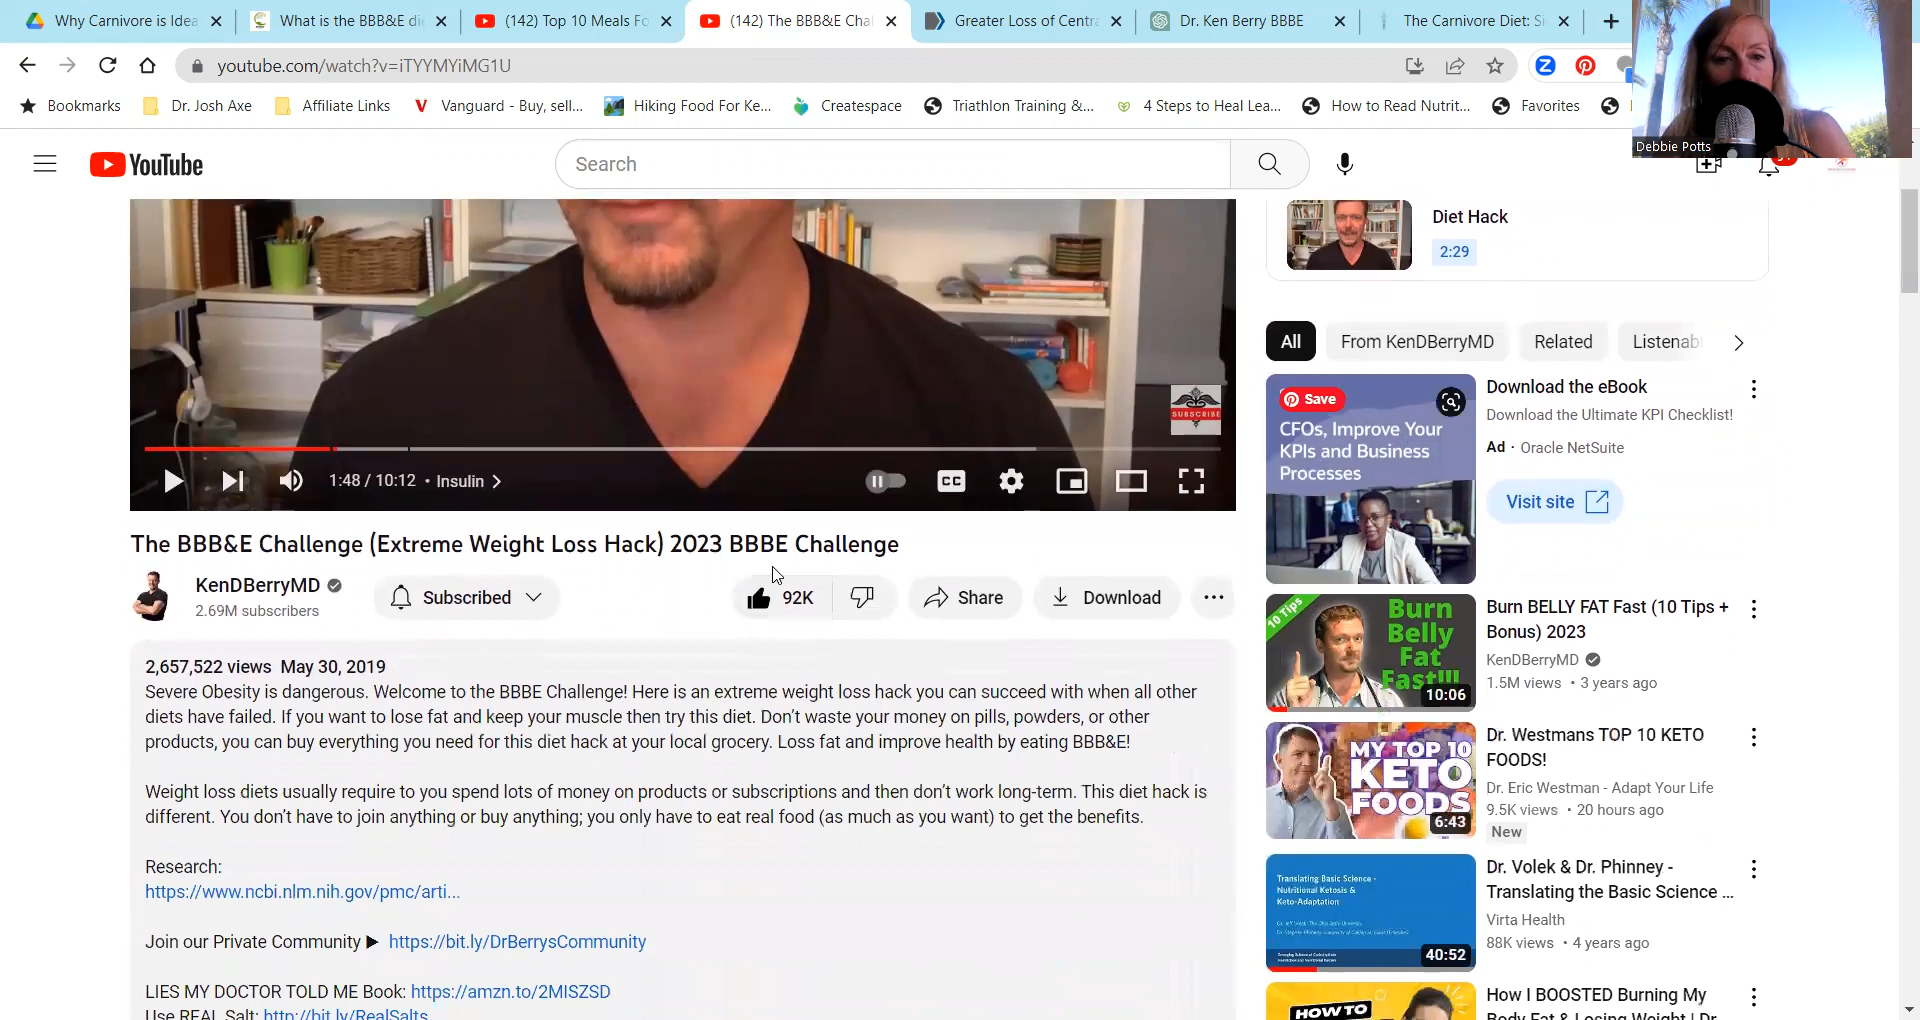 Why Carnivore is Idea
What is the BBB&E di
(142) Top 10 Meals Fo
(142) The BBB&E Chal
Greater Loss of Centra
Dr. Ken Berry BBBE
The Carnivore Diet: Si
youtube.com/watch?v=iTYYMYiMG1U
Bookmarks
Dr. Josh Axe
Affiliate Links
Vanguard - Buy, sell...
Hiking Food For Ke...
Createspace
Triathlon Training &...
4 Steps to Heal Lea...
How to Read Nutrit...
Favorites
Debbie Potts
YouTube
Search
Diet Hack
2:29
SUBSCRIBE
1:48 / 10:12 • Insulin
CC
All
From KenDBerryMD
Related
Listenab
The BBB&E Challenge (Extreme Weight Loss Hack) 2023 BBBE Challenge
KenDBerryMD
2.69M subscribers
Subscribed
92K
Share
Download
2,657,522 views May 30, 2019
Severe Obesity is dangerous. Welcome to the BBBE Challenge! Here is an extreme weight loss hack you can succeed with when all other
diets have failed. If you want to lose fat and keep your muscle then try this diet. Don't waste your money on pills, powders, or other
products, you can buy everything you need for this diet hack at your local grocery. Loss fat and improve health by eating BBB&E!
Weight loss diets usually require to you spend lots of money on products or subscriptions and then don't work long-term. This diet hack is
different. You don't have to join anything or buy anything; you only have to eat real food (as much as you want) to get the benefits.
Research:
https://www.ncbi.nlm.nih.gov/pmc/arti...
Join our Private Community ▶ https://bit.ly/DrBerrysCommunity
LIES MY DOCTOR TOLD ME Book: https://amzn.to/2MISZSD
Use REAL Salt: http://bit.ly/RealSalts
Save
CFOs, Improve Your
KPIs and Business
Processes
Download the eBook
Download the Ultimate KPI Checklist!
Ad · Oracle NetSuite
Visit site
10 Tips
Burn
Belly
Fat
Fast!!!
10:06
Burn BELLY FAT Fast (10 Tips +
Bonus) 2023
KenDBerryMD
1.5M views • 3 years ago
MY TOP 10
KETO
FOODS
6:43
Dr. Westmans TOP 10 KETO
FOODS!
Dr. Eric Westman - Adapt Your Life
9.5K views • 20 hours ago
New
Translating Basic Science -
Nutritional Ketosis &
Keto-Adaptation
40:52
Dr. Volek & Dr. Phinney -
Translating the Basic Science ...
Virta Health
88K views • 4 years ago
HOW TO
How I BOOSTED Burning My
Body Fat & Losing Weight | Dr